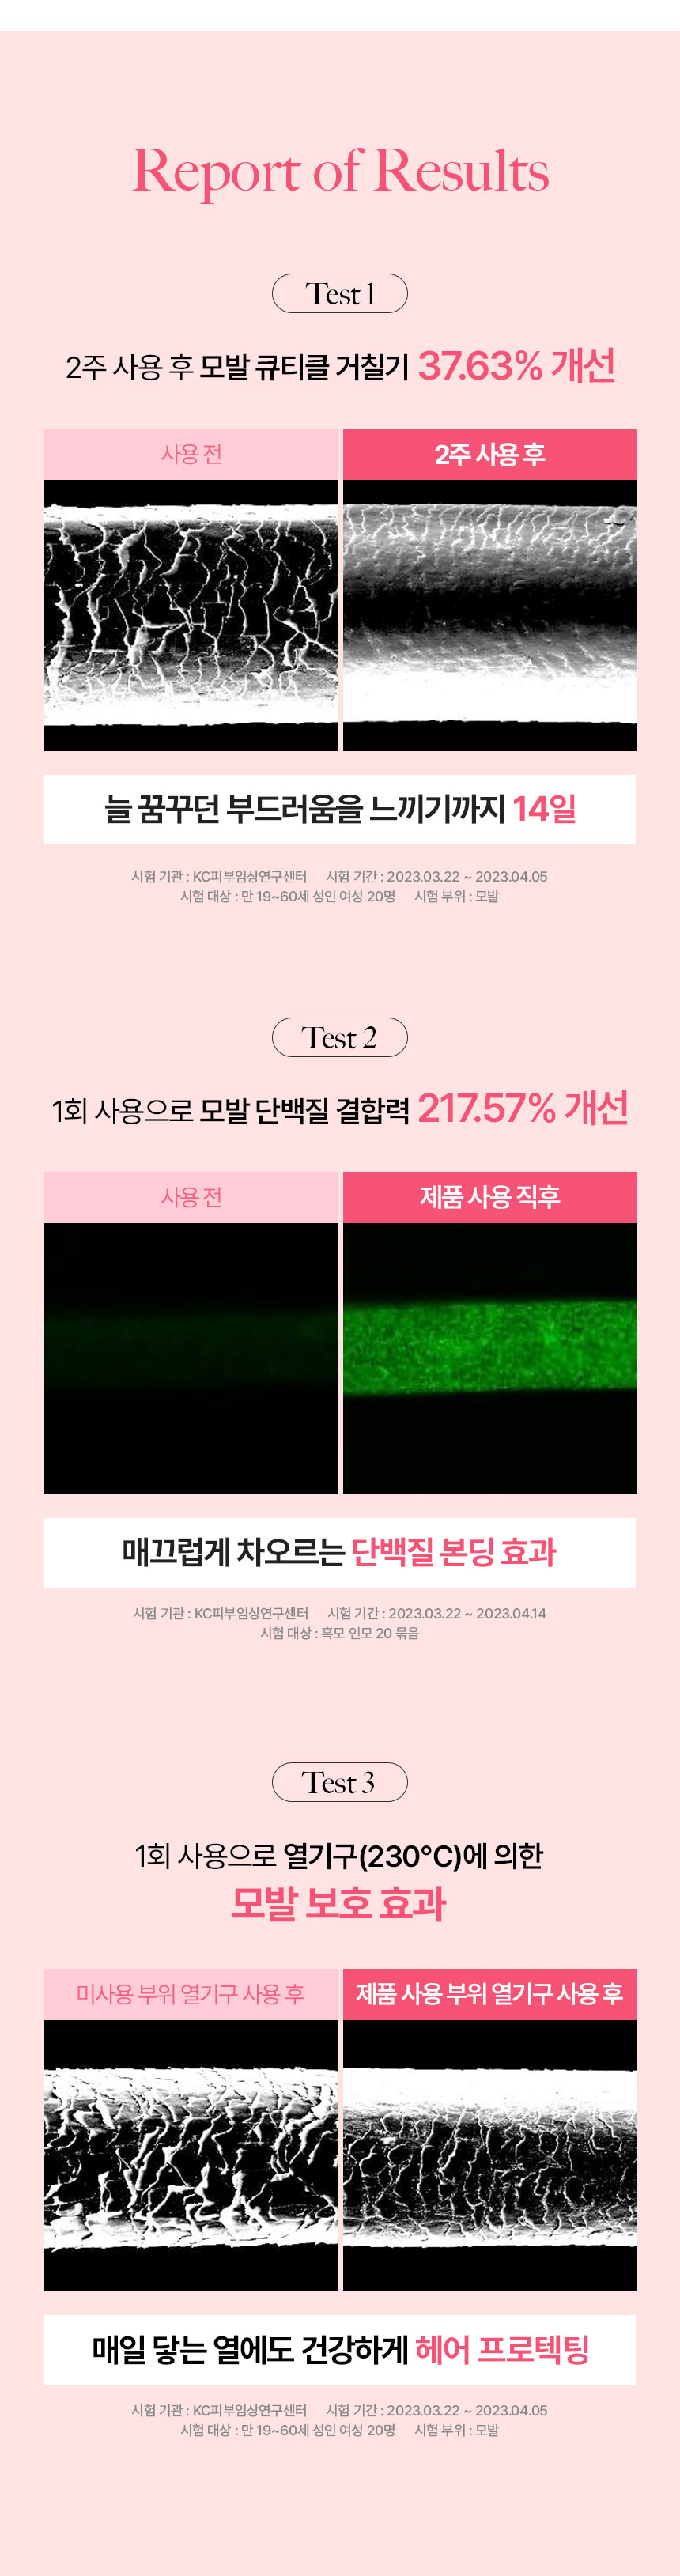 Report of Results
Test 1
2주 사용 후 모발 큐티클 거칠기 37.63% 개선
사용 전
2주 사용 후
늘 꿈꾸던 부드러움을 느끼기까지 14일
시험 기관 : KC피부임상연구센터 시험 기간 : 2023.03.22 ~ 2023.04.05
시험 대상 : 만 19~60세 성인 여성 20명 시험 부위 : 모발
Test 2
1회 사용으로 모발 단백질 결합력 217.57% 개선
사용 전
제품 사용 직후
매끄럽게 차오르는 단백질 본딩 효과
시험 기관 : KC피부임상연구센터 시험 기간 : 2023.03.22 ~ 2023.04.14
시험 대상 : 흑모 인모 20 묶음
Test 3
1회 사용으로 열기구(230°C)에 의한
모발 보호 효과
미사용 부위 열기구 사용 후
제품 사용 부위 열기구 사용 후
매일 닿는 열에도 건강하게 헤어 프로텍팅
시험 기관 : KC피부임상연구센터 시험 기간 : 2023.03.22 ~ 2023.04.05
시험 대상 : 만 19~60세 성인 여성 20명 시험 부위 : 모발